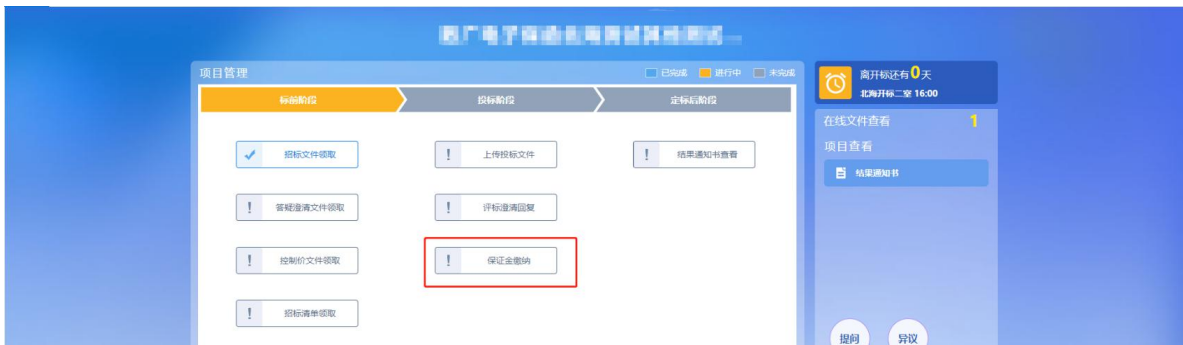 项目管理
已完成 进行中 未完成
标前阶段
投标阶段
定标后阶段
招标文件领取
上传投标文件
结果通知书查看
答疑澄清文件领取
评标澄清回复
控制价文件领取
保证金缴纳
招标清单领取
离开标还有0天
北海开标二室 16:00
在线文件查看 1
项目查看
结果通知书
提问
异议